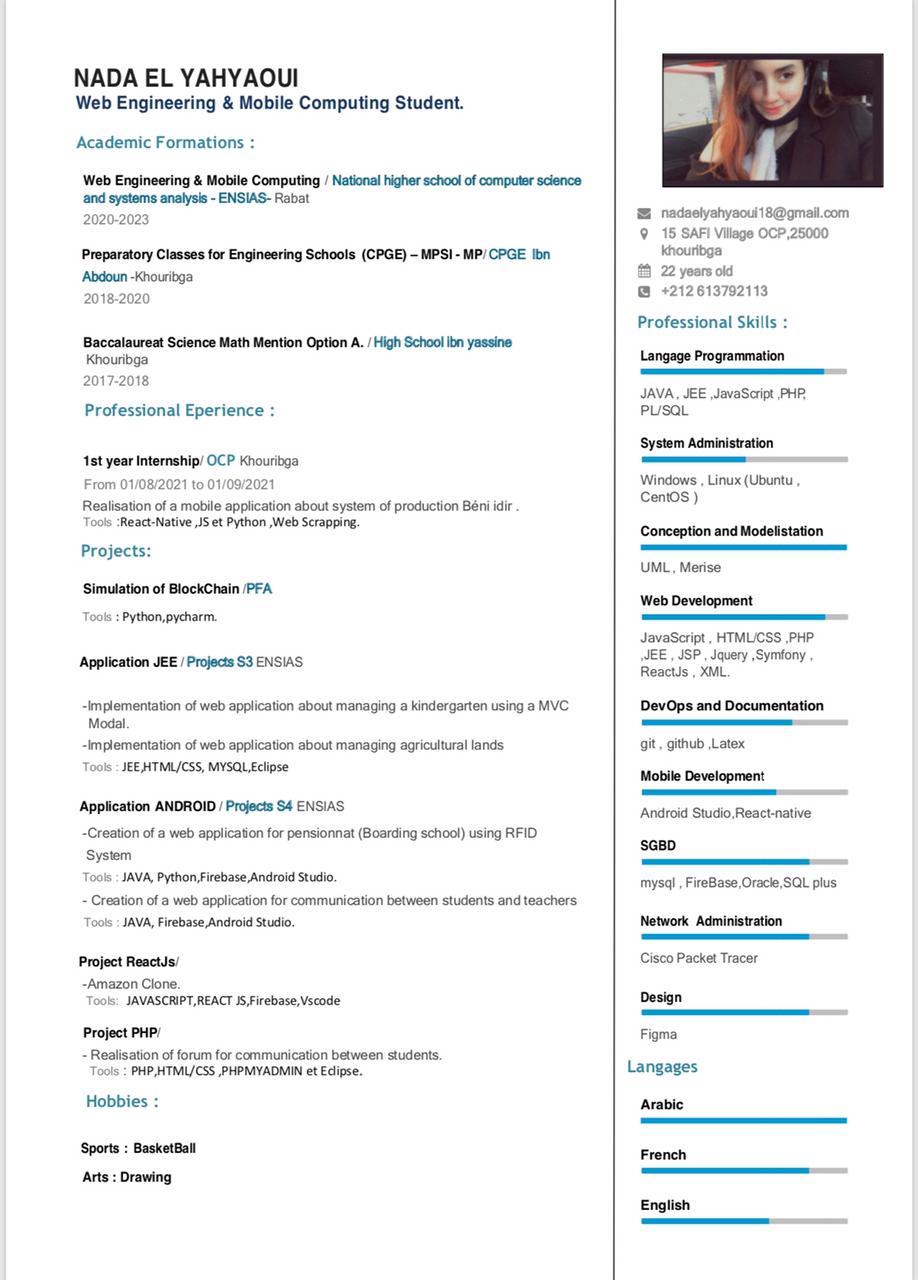 NADA EL YAHYAOUI
Web Engineering & Mobile Computing Student.
Academic Formations :
Web Engineering & Mobile Computing / National higher school of computer science
and systems analysis - ENSIAS- Rabat
2020-2023
Preparatory Classes for Engineering Schools (CPGE) – MPSI - MP/ CPGE Ibn
Abdoun -Khouribga
2018-2020
Baccalaureat Science Math Mention Option A. / High School ibn yassine
Khouribga
2017-2018
Professional Eperience :
1st year Internship/ OCP Khouribga
From 01/08/2021 to 01/09/2021
Realisation of a mobile application about system of production Béni idir .
Tools :React-Native ,JS et Python ,Web Scrapping.
Projects:
Simulation of BlockChain /PFA
Tools : Python,pycharm.
Application JEE / Projects S3 ENSIAS
-Implementation of web application about managing a kindergarten using a MVC
Modal.
-Implementation of web application about managing agricultural lands
Tools : JEE,HTML/CSS, MYSQL,Eclipse
Application ANDROID / Projects S4 ENSIAS
-Creation of a web application for pensionnat (Boarding school) using RFID
System
Tools : JAVA, Python,Firebase,Android Studio.
- Creation of a web application for communication between students and teachers
Tools : JAVA, Firebase,Android Studio.
Project ReactJs/
-Amazon Clone.
Tools: JAVASCRIPT,REACT JS,Firebase,Vscode
Project PHP/
- Realisation of forum for communication between students.
Tools : PHP,HTML/CSS ,PHPMYADMIN et Eclipse.
Hobbies :
Sports : BasketBall
Arts : Drawing
nadaelyahyaoui18@gmail.com
15 SAFI Village OCP,25000
khouribga
22 years old
+212 613792113
Professional Skills :
Langage Programmation
JAVA , JEE ,JavaScript ,PHP,
PL/SQL
System Administration
Windows , Linux (Ubuntu ,
CentOS )
Conception and Modelistation
UML , Merise
Web Development
JavaScript , HTML/CSS ,PHP
,JEE , JSP , Jquery ,Symfony ,
ReactJs , XML.
DevOps and Documentation
git , github ,Latex
Mobile Development
Android Studio,React-native
SGBD
mysql , FireBase,Oracle,SQL plus
Network Administration
Cisco Packet Tracer
Design
Figma
Langages
Arabic
French
English